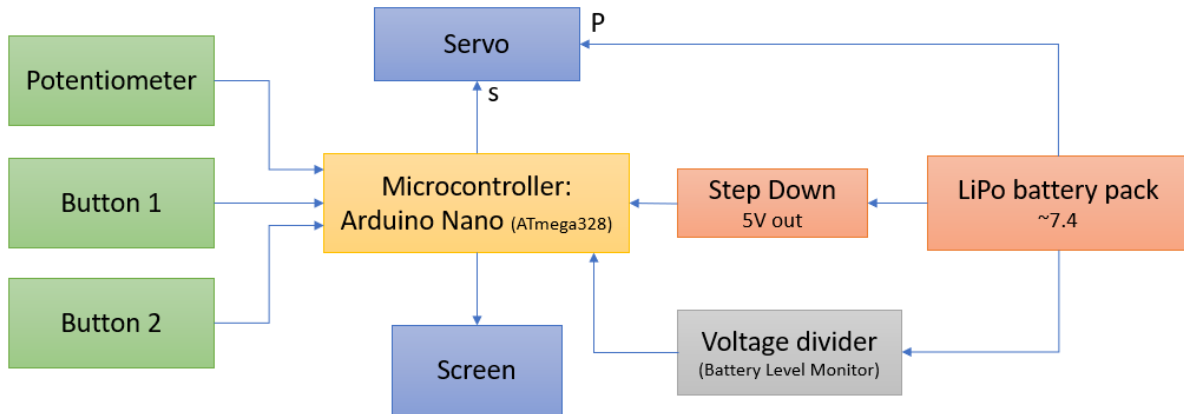 Servo
P
s
Potentiometer
Button 1
Button 2
Microcontroller:
Arduino Nano (ATmega328)
Step Down
5V out
LiPo battery pack
~7.4
Voltage divider
(Battery Level Monitor)
Screen